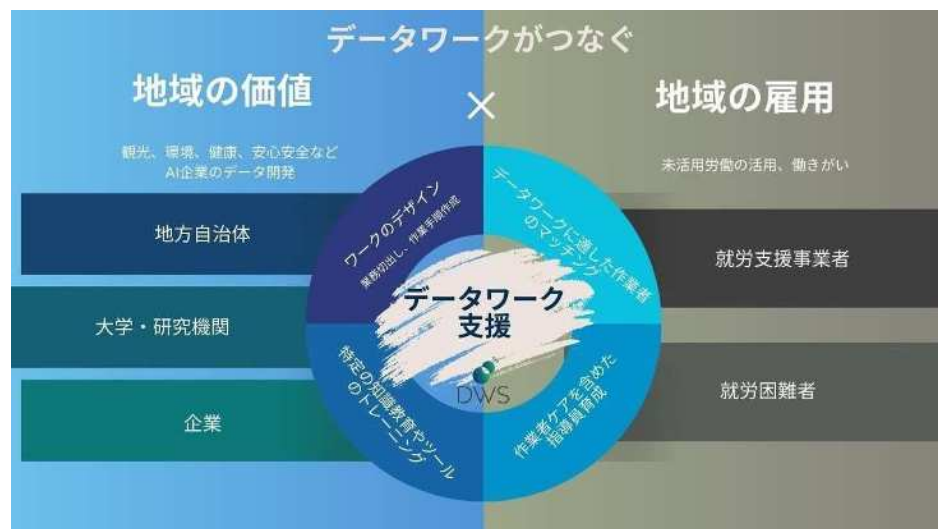 データワークがつなぐ
地域の価値
×
地域の雇用
観光、環境、健康、安心安全など
AI企業のデータ開発
未活用労働の活用、働きがい
地方自治体
大学・研究機関
企業
ワークのデザイン
業務切出し、作業手順作成
データワークに適した作業者
のマッチング
データワーク
支援
DWS
特定の知識教育やツール
のトレーニング
作業者ケアを含めた
指導員育成
就労支援事業者
就労困難者